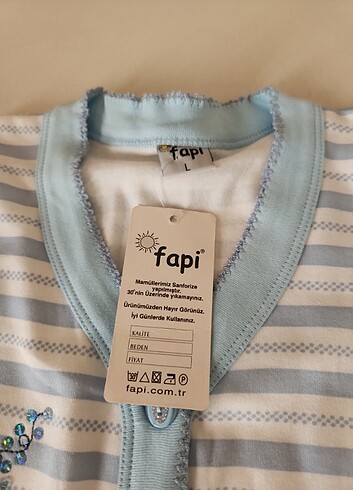 fapi
L
fapi®
Mamüllerimiz Sanforize
yapılmıştır.
30'nin Üzerinde yıkamayınız.
Ürünümüzden Hayır Görünüz.
İyi Günlerde Kullanınız.
KALİTE
BEDEN
FİYAT
30
P
fapi.com.tr